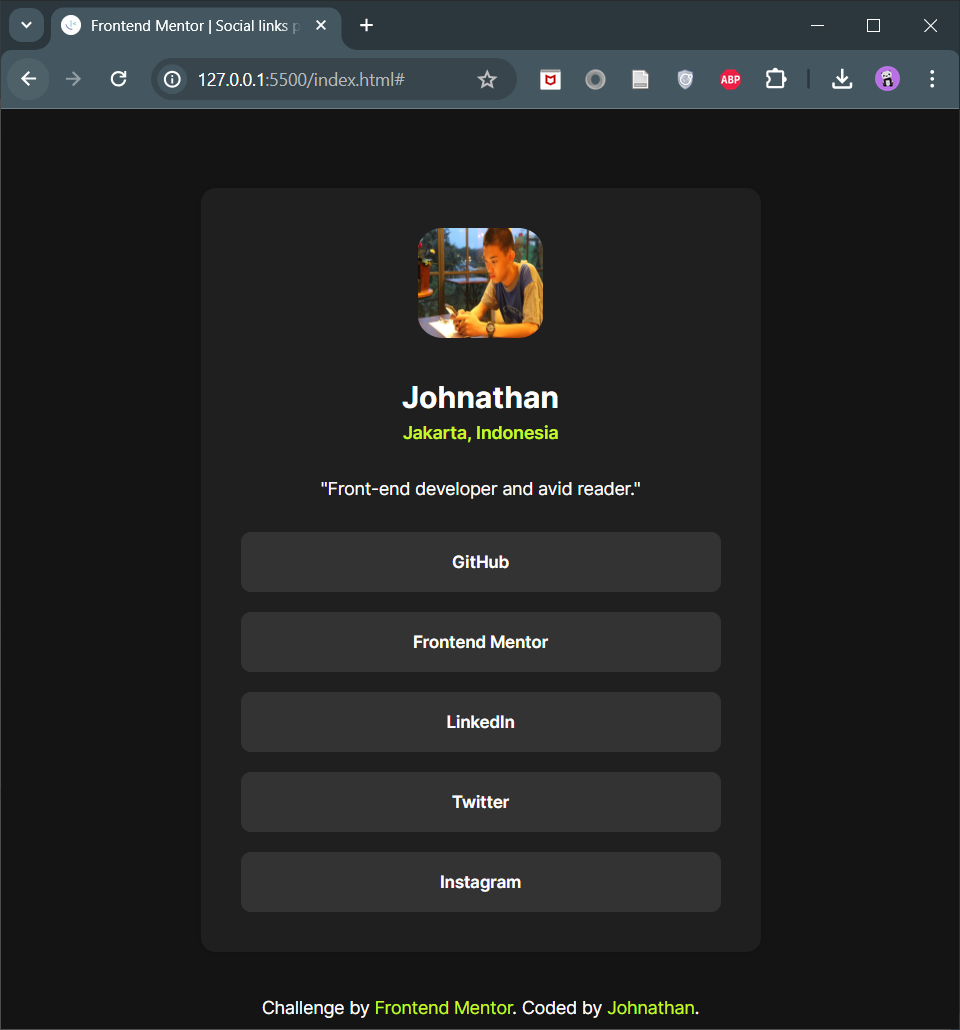 Frontend Mentor | Social links p
127.0.0.1:5500/index.html#
ABP
Johnathan
Jakarta, Indonesia
"Front-end developer and avid reader."
GitHub
Frontend Mentor
LinkedIn
Twitter
Instagram
Challenge by Frontend Mentor. Coded by Johnathan.